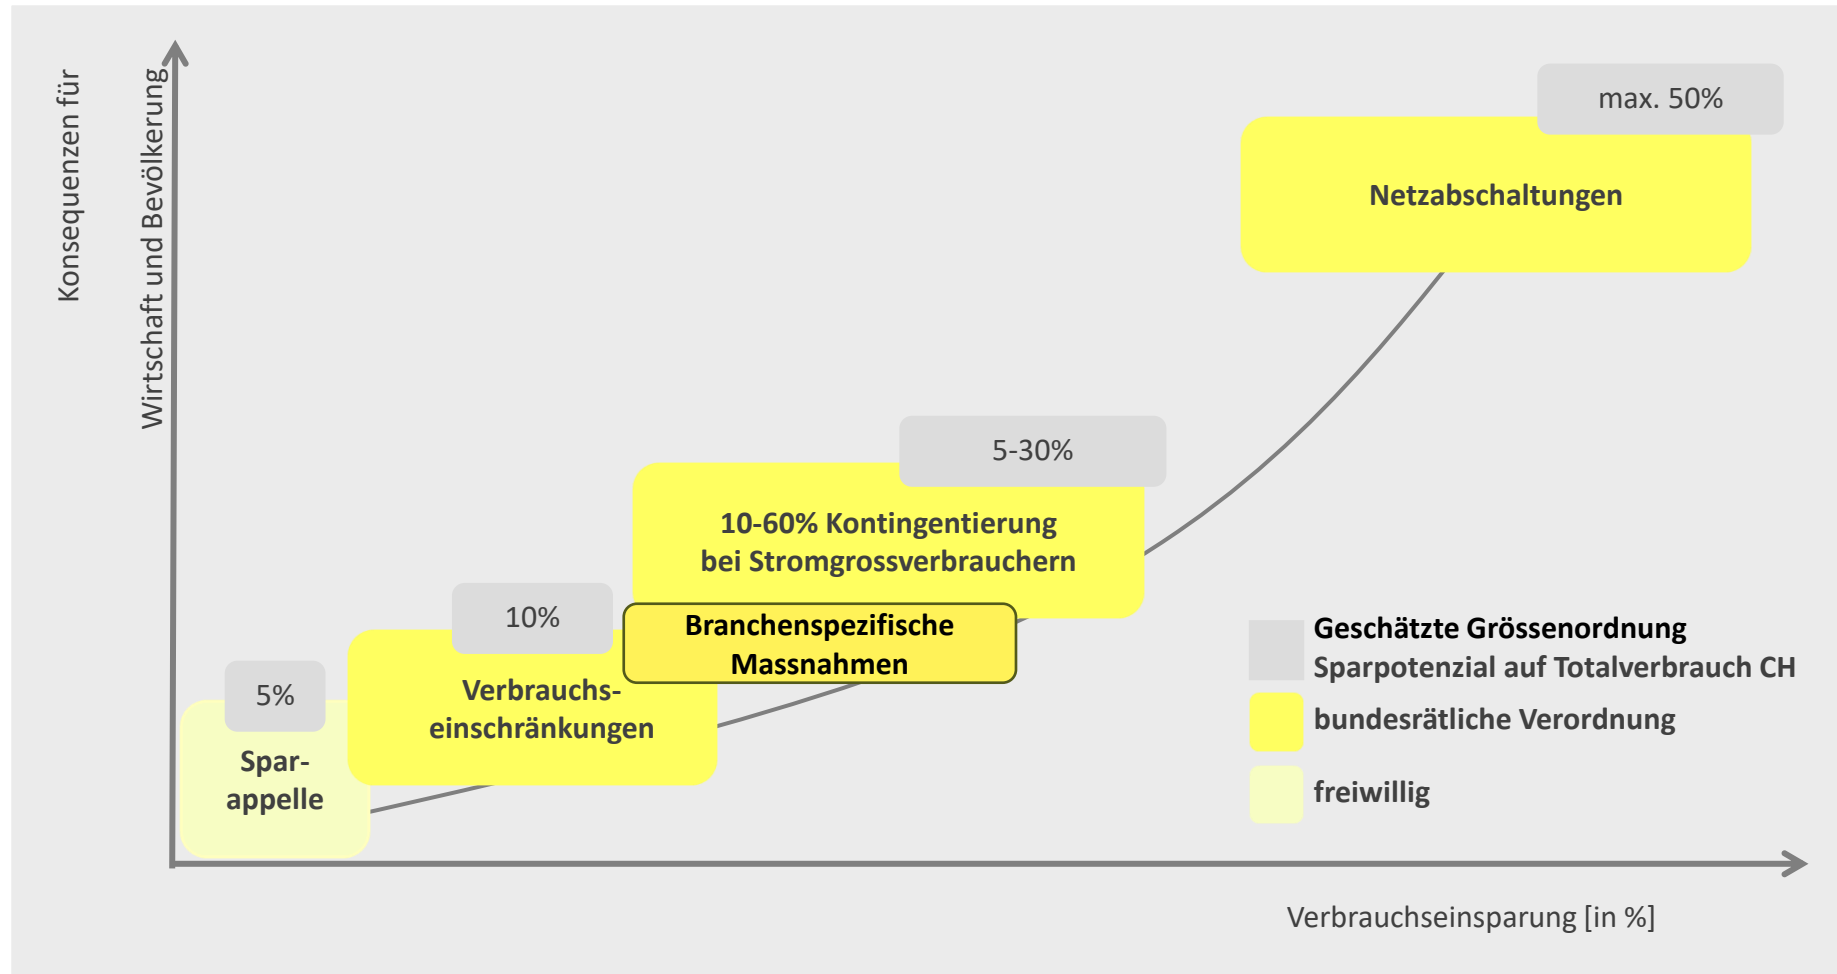 Konsequenzen für
Wirtschaft und Bevölkerung
max. 50%
Netzabschaltungen
5-30%
10-60% Kontingentierung
bei Stromgrossverbrauchern
10%
Branchenspezifische
Massnahmen
Verbrauchs-
einschränkungen
5%
Spar-
appelle
Geschätzte Grössenordnung
Sparpotenzial auf Totalverbrauch CH
bundesrätliche Verordnung
freiwillig
Verbrauchseinsparung [in %]